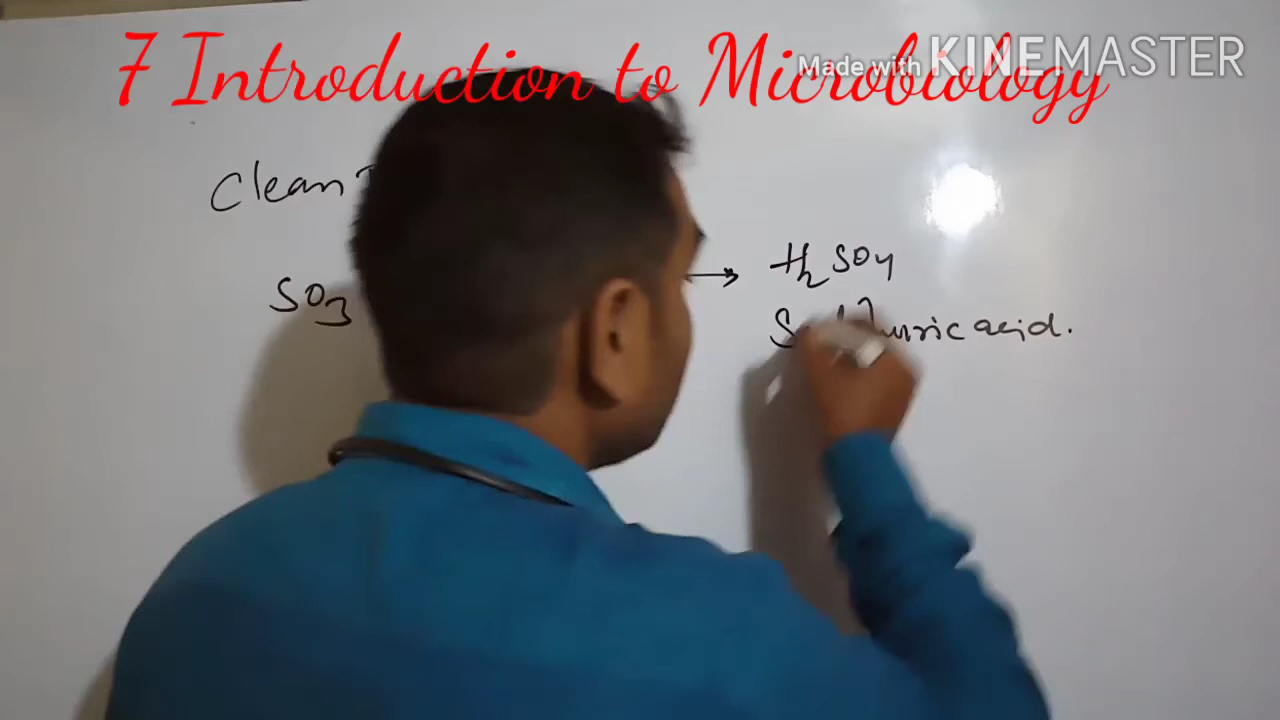 7 Introduction to Microbiology
Made with KINEMASTER
Clean
SO3 → H2SO4
acid.